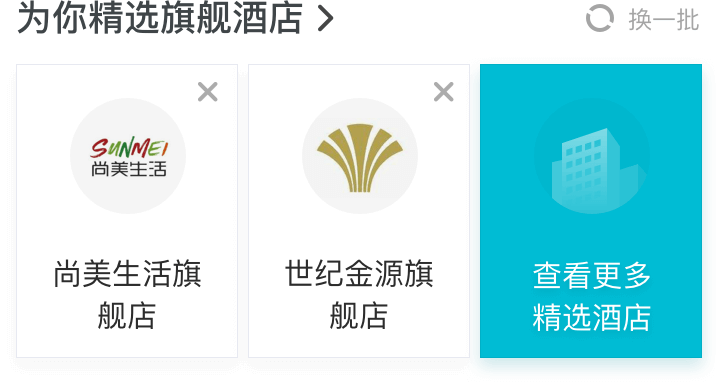 为你精选旗舰酒店
换一批
SUNMEI
尚美生活
尚美生活旗
舰店
世纪金源旗
舰店
查看更多
精选酒店